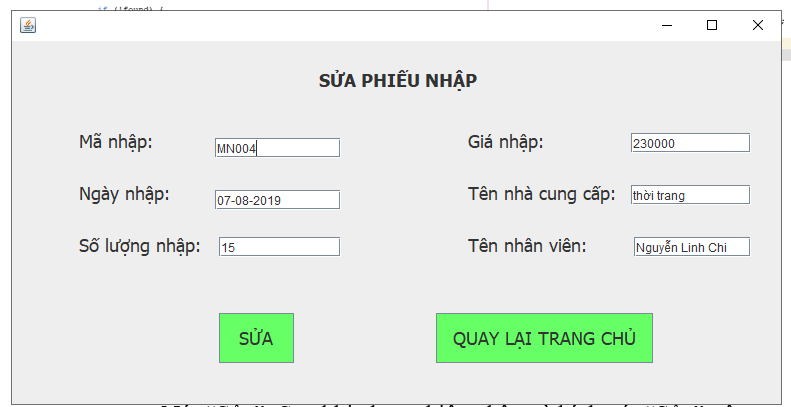 if (!found) {
SỬA PHIẾU NHẬP
Mã nhập: MN004 Giá nhập: 230000
Ngày nhập: 07-08-2019 Tên nhà cung cấp: thời trang
Số lượng nhập: 15 Tên nhân viên: Nguyễn Linh Chi
SỬA QUAY LẠI TRANG CHỦ